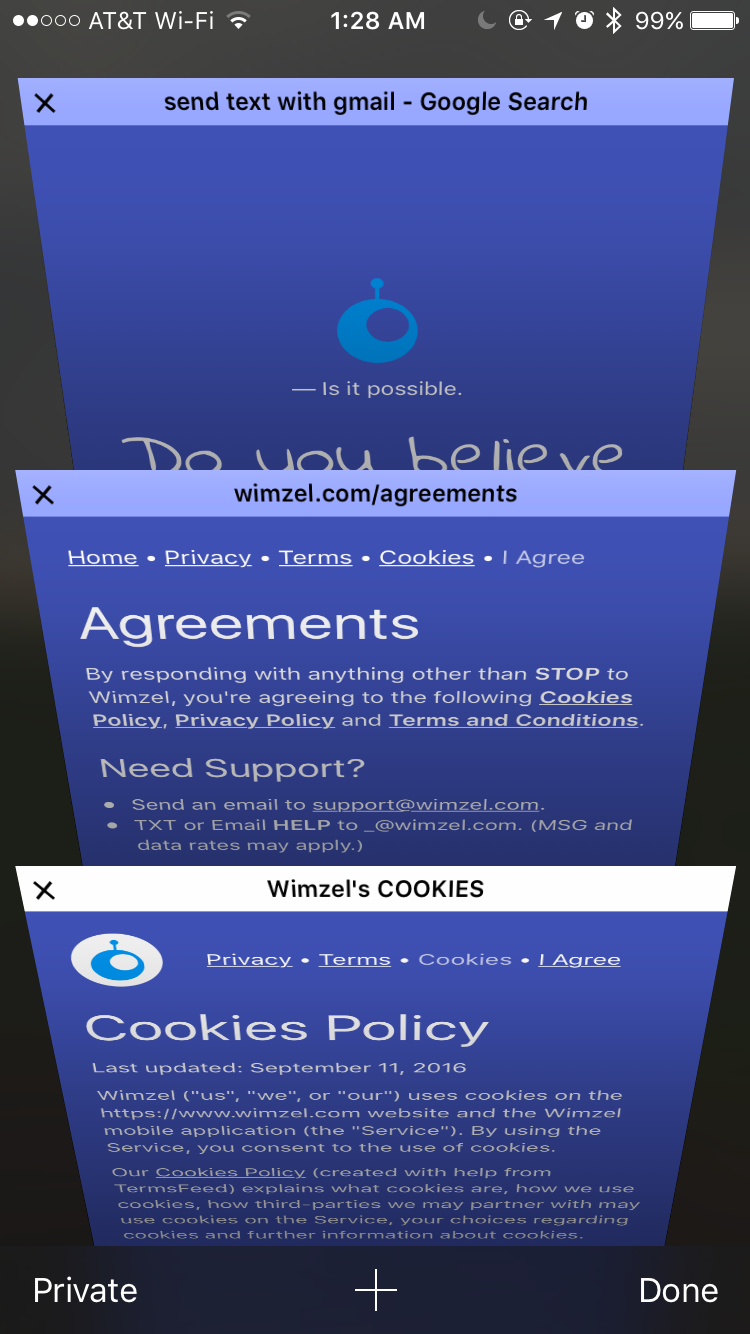 AT&T Wi-Fi 1:28 AM 99%
send text with gmail - Google Search
— Is it possible.
Do you believe
wimzel.com/agreements
Home • Privacy • Terms • Cookies • I Agree
Agreements
By responding with anything other than STOP to
Wimzel, you're agreeing to the following Cookies
Policy, Privacy Policy and Terms and Conditions.
Need Support?
• Send an email to support@wimzel.com.
• TXT or Email HELP to _@wimzel.com. (MSG and
data rates may apply.)
Wimzel's COOKIES
Privacy • Terms • Cookies • I Agree
Cookies Policy
Last updated: September 11, 2016
Wimzel ("us", "we", or "our") uses cookies on the
https://www.wimzel.com website and the Wimzel
mobile application (the "Service"). By using the
Service, you consent to the use of cookies.
Our Cookies Policy (created with help from
TermsFeed) explains what cookies are, how we use
cookies, how third-parties we may partner with may
use cookies on the Service, your choices regarding
cookies and further information about cookies.
Private Done